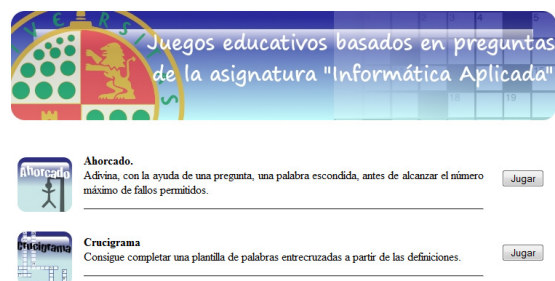 Juegos educativos basados en preguntas
de la asignatura "Informática Aplicada"
Ahorcado
Ahorcado.
Adivina, con la ayuda de una pregunta, una palabra escondida, antes de alcanzar el número
máximo de fallos permitidos.
Jugar
Crucigrama
Crucigrama
Consigue completar una plantilla de palabras entrecruzadas a partir de las definiciones.
Jugar